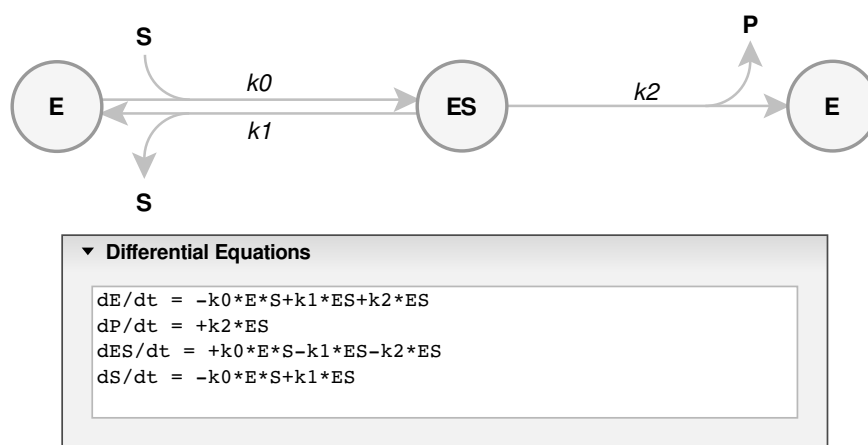 S
P
E
k0
k1
ES
k2
E
S
Differential Equations
dE/dt = -k0*E*S+k1*ES+k2*ES
dP/dt = +k2*ES
dES/dt = +k0*E*S-k1*ES-k2*ES
dS/dt = -k0*E*S+k1*ES